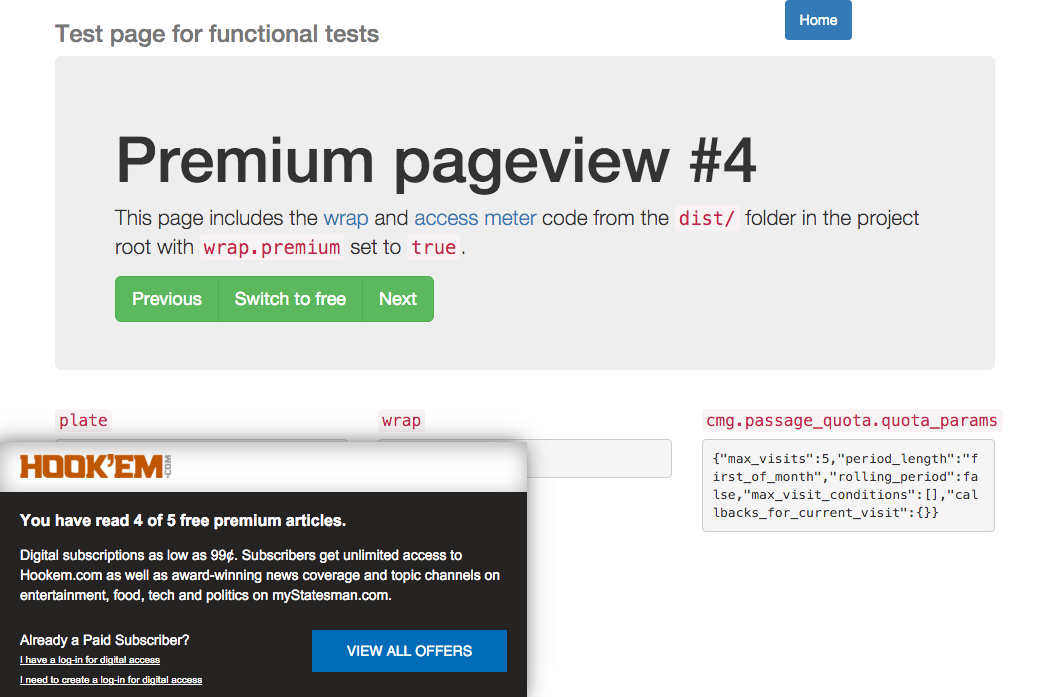 Test page for functional tests
Home
Premium pageview #4
This page includes the wrap and access meter code from the dist/ folder in the project
root with wrap.premium set to true.
Previous
Switch to free
Next
plate
wrap
cmg.passage_quota.quota_params
{"max_visits":5,"period_length":"f
irst_of_month","rolling_period":fa
lse,"max_visit_conditions":[],"cal
lbacks_for_current_visit":{}}
HOOK'EM.COM
You have read 4 of 5 free premium articles.
Digital subscriptions as low as 99¢. Subscribers get unlimited access to
Hookem.com as well as award-winning news coverage and topic channels on
entertainment, food, tech and politics on myStatesman.com.
Already a Paid Subscriber?
I have a log-in for digital access
I need to create a log-in for digital access
VIEW ALL OFFERS